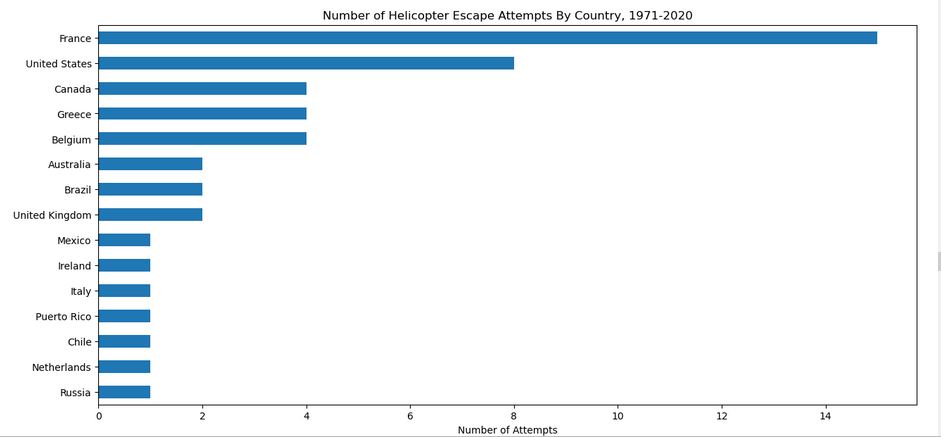 Number of Helicopter Escape Attempts By Country, 1971-2020
France
United States
Canada
Greece
Belgium
Australia
Brazil
United Kingdom
Mexico
Ireland
Italy
Puerto Rico
Chile
Netherlands
Russia
0 2 4 6 8 10 12 14
Number of Attempts